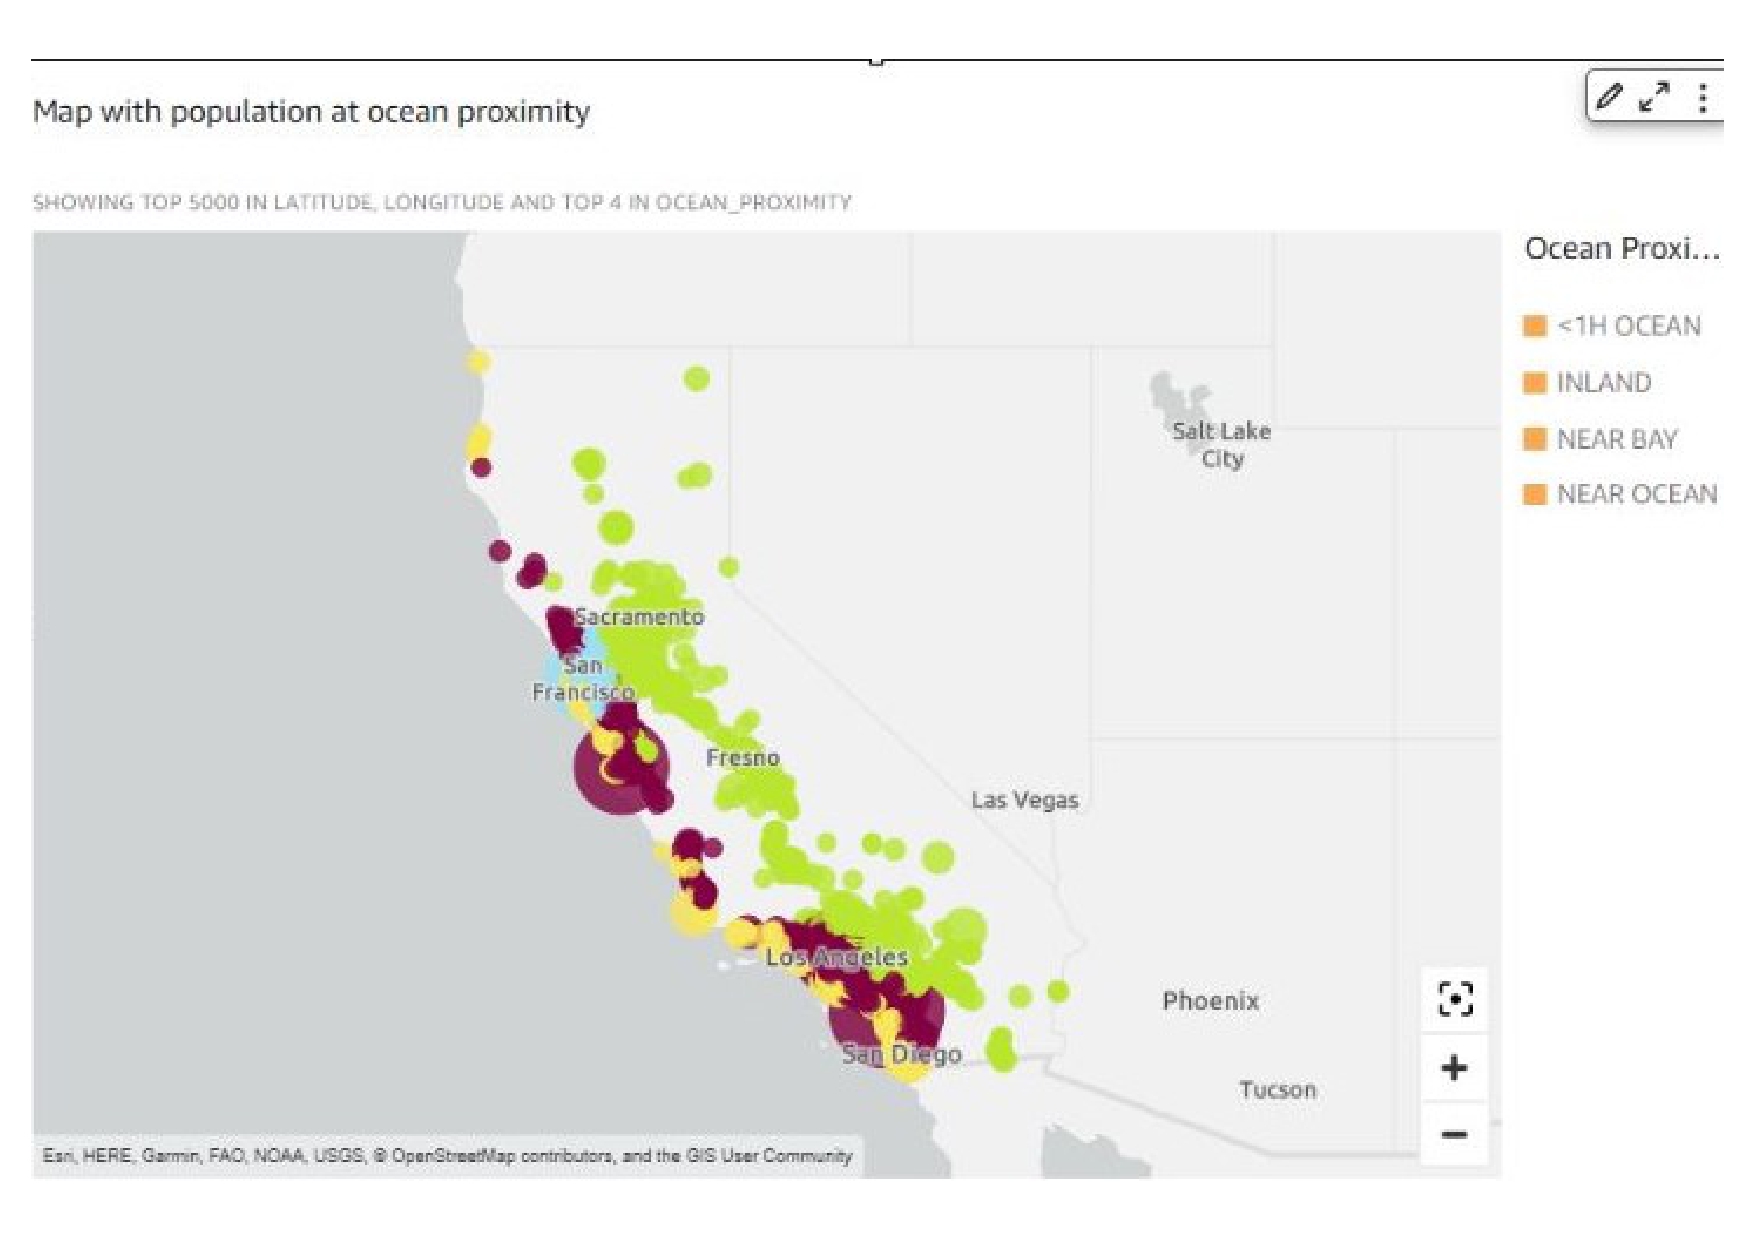 Map with population at ocean proximity
SHOWING TOP 5000 IN LATITUDE, LONGITUDE AND TOP 4 IN OCEAN_PROXIMITY
Ocean Proxi...
<1H OCEAN
INLAND
NEAR BAY
NEAR OCEAN
Salt Lake
City
Sacramento
San
Francisco
Fresno
Las Vegas
Los Angeles
Phoenix
San Diego
Tucson
Esri, HERE, Garmin, FAO, NOAA, USGS, © OpenStreetMap contributors, and the GIS User Community